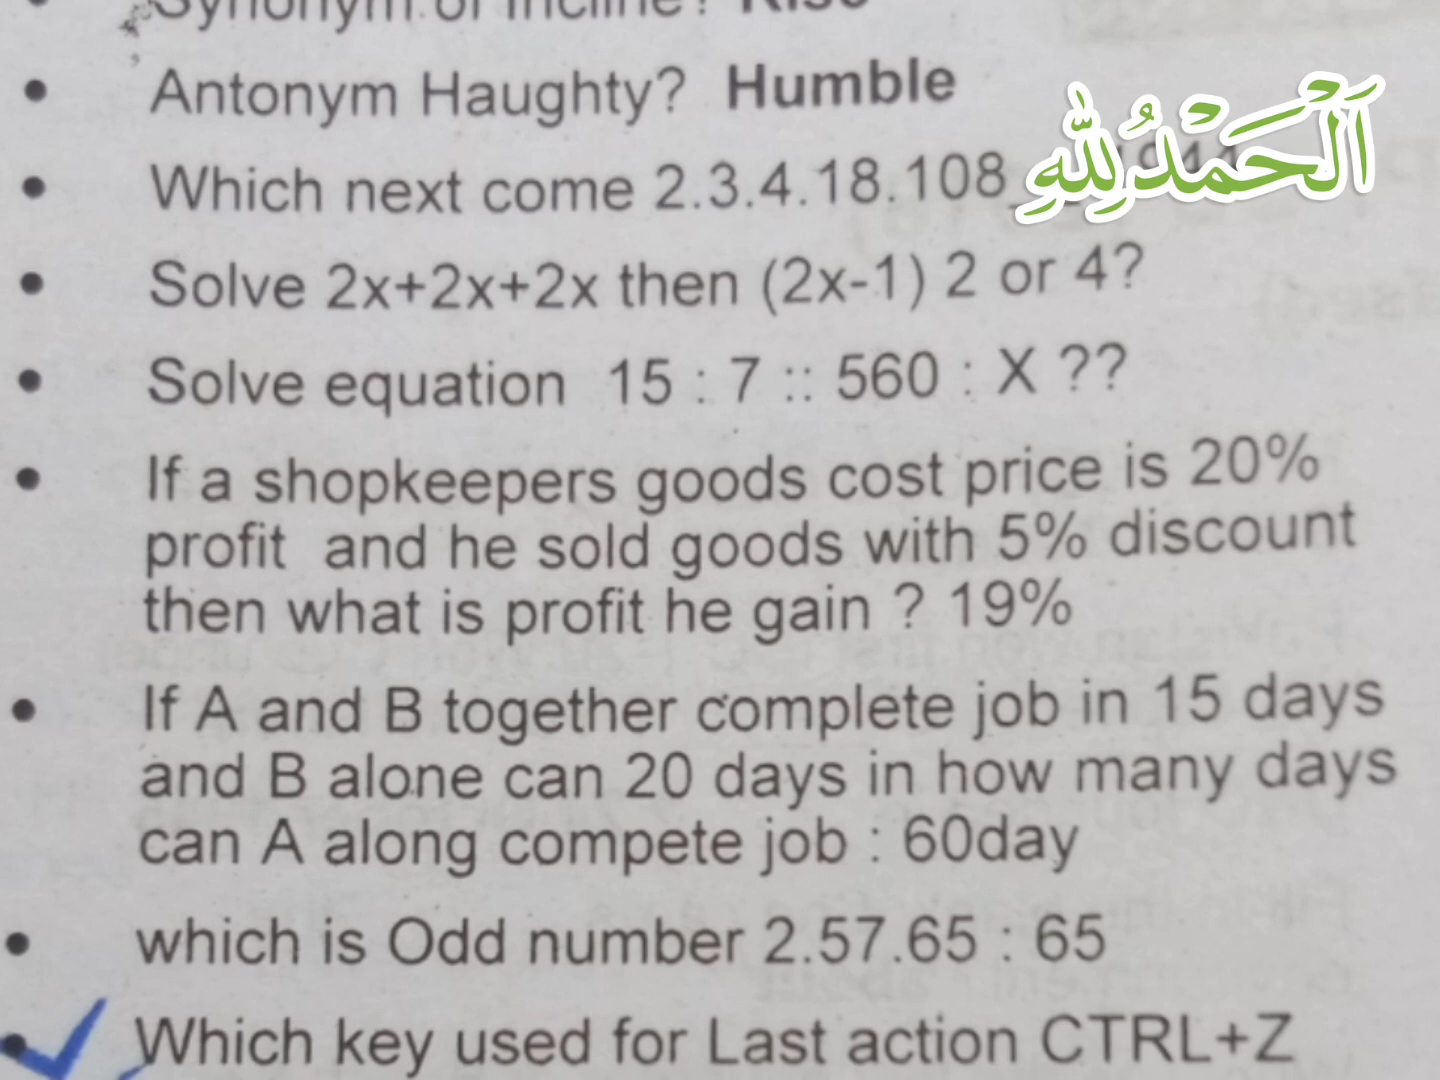 Synonym of Incline? Rise
• Antonym Haughty? Humble
• Which next come 2.3.4.18.108
اَلْحَمْدُلِلّٰهِ
• Solve 2x+2x+2x then (2x-1) 2 or 4?
• Solve equation 15 : 7 :: 560 : X ??
• If a shopkeepers goods cost price is 20%
profit and he sold goods with 5% discount
then what is profit he gain ? 19%
• If A and B together complete job in 15 days
and B alone can 20 days in how many days
can A along compete job : 60day
• which is Odd number 2.57.65 : 65
• Which key used for Last action CTRL+Z